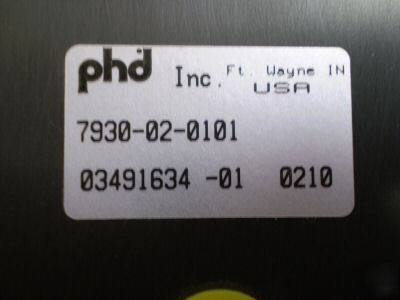 phd Inc. Ft. Wayne IN
USA
7930-02-0101
03491634 -01 0210